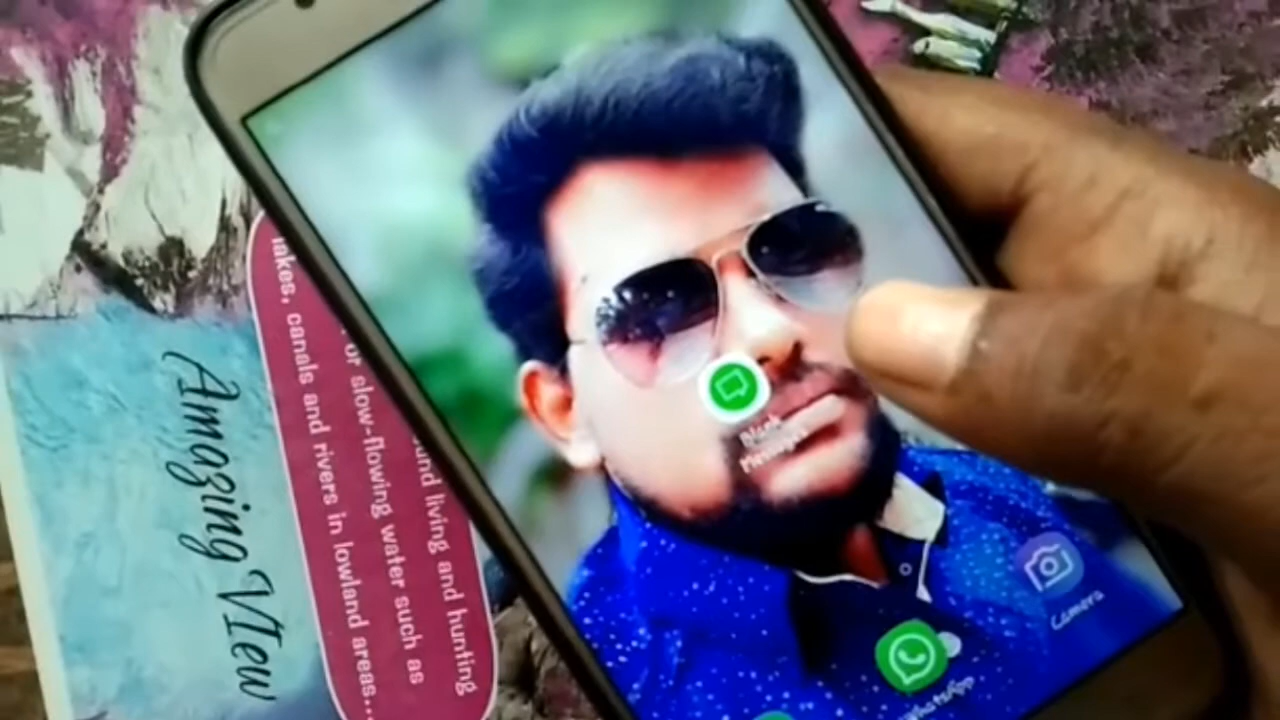 living and hunting
or slow-flowing water such as
lakes, canals and rivers in lowland areas...
Amazing VIew
Camera
WhatsApp